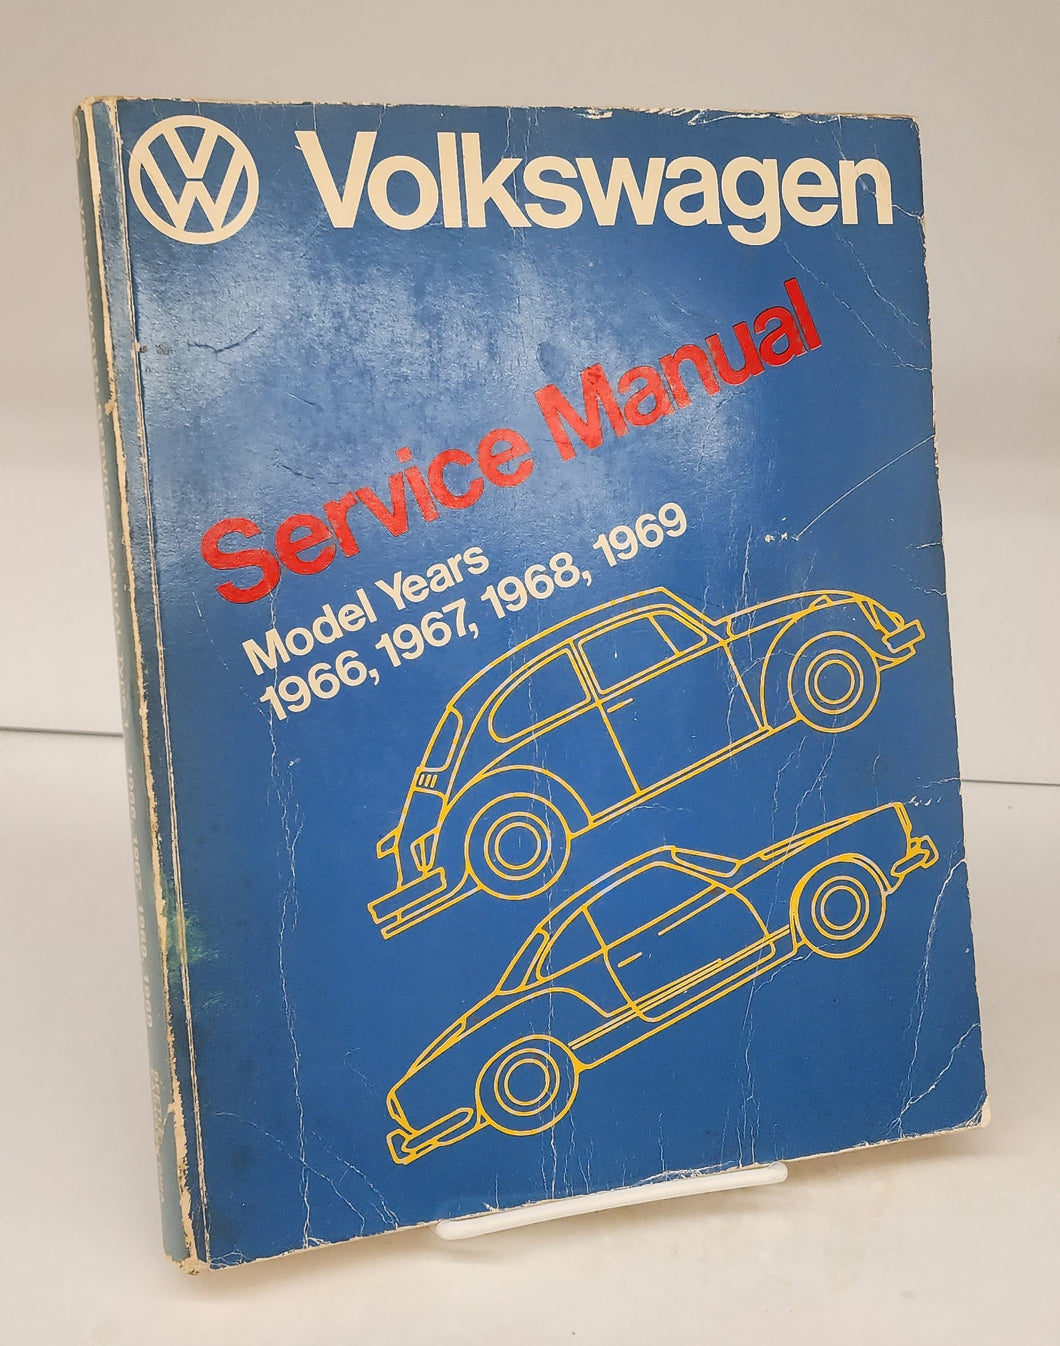 Volkswagen
Service Manual
Model Years
1966, 1967, 1968, 1969